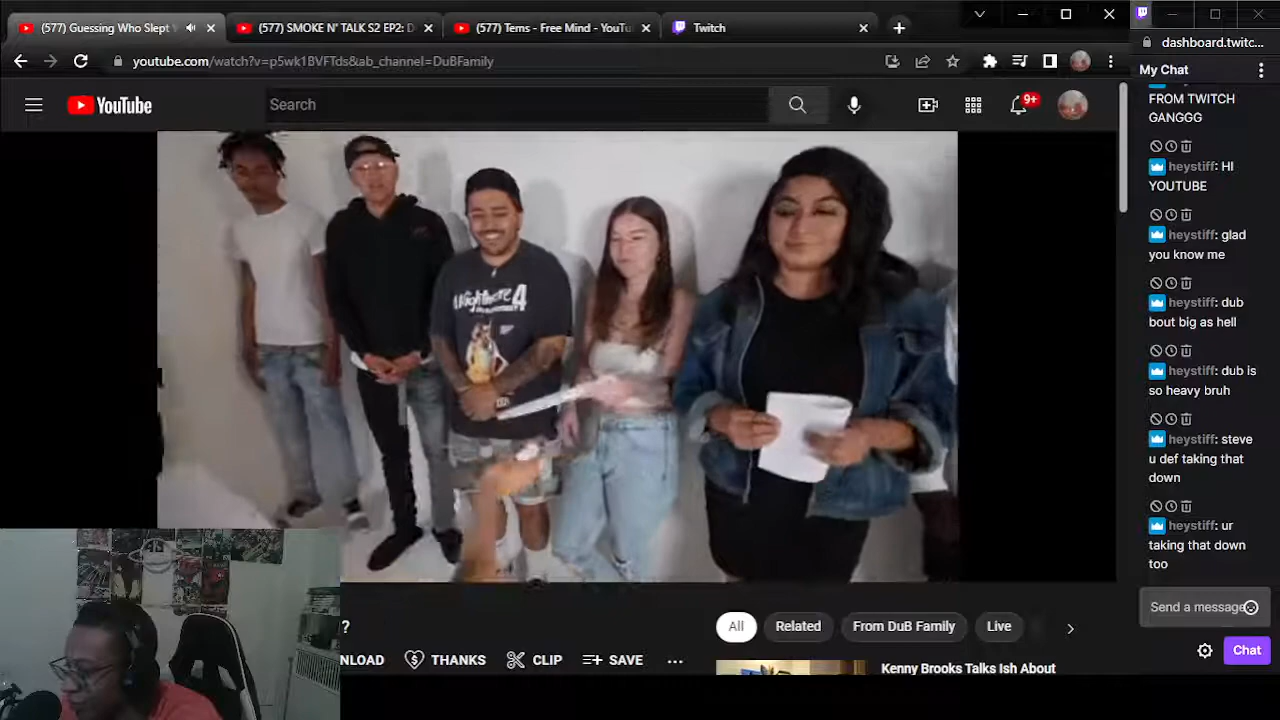 (577) Guessing Who Slept
(577) SMOKE N' TALK S2 EP2: D
(577) Tems - Free Mind - YouTu
Twitch
dashboard.twitc...
youtube.com/watch?v=p5wk1BVFTds&ab_channel=DuBFamily
My Chat
YouTube
Search
9+
FROM TWITCH
GANGGG
heystiff: HI
YOUTUBE
heystiff: glad
you know me
heystiff: dub
bout big as hell
heystiff: dub is
so heavy bruh
heystiff: steve
u def taking that
down
heystiff: ur
taking that down
too
4
Send a message
Chat
?
All
Related
From DuB Family
Live
NLOAD
THANKS
CLIP
SAVE
...
Kenny Brooks Talks Ish About